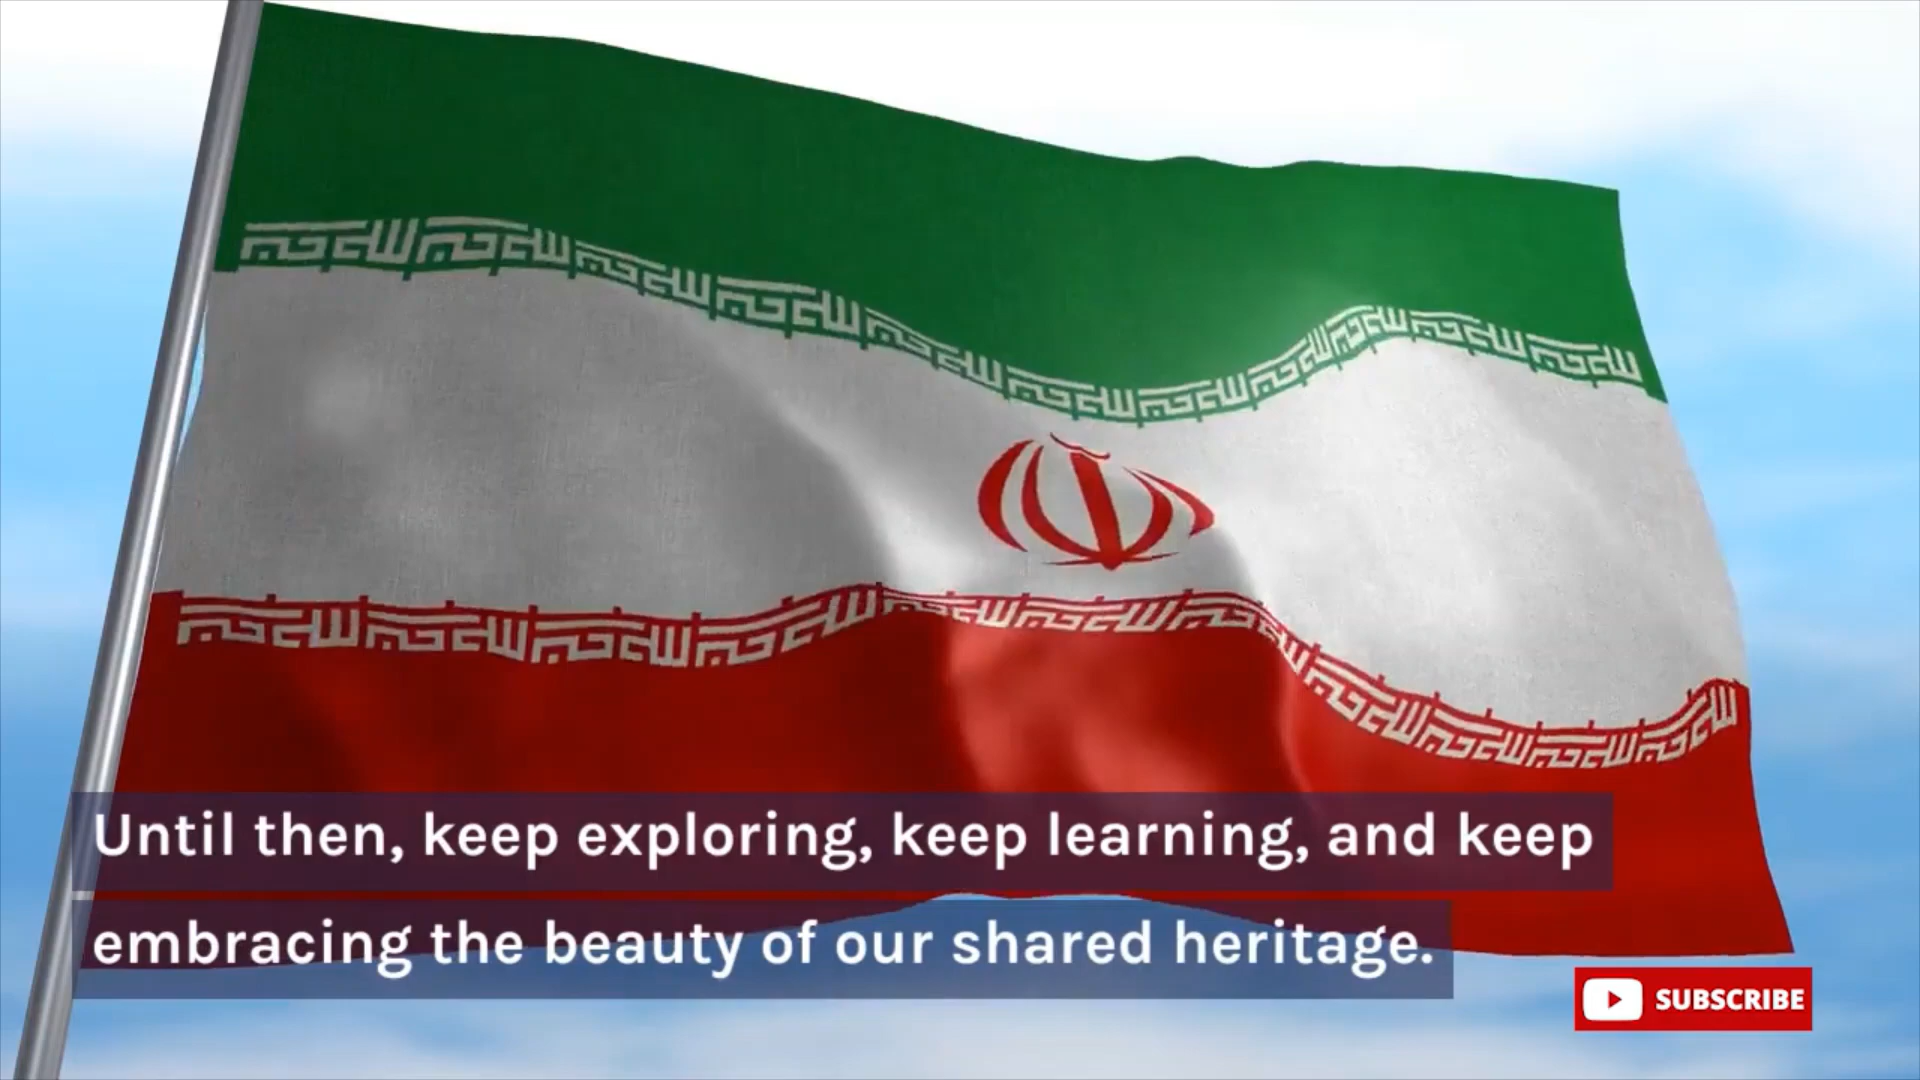 Until then, keep exploring, keep learning, and keep
embracing the beauty of our shared heritage.
SUBSCRIBE